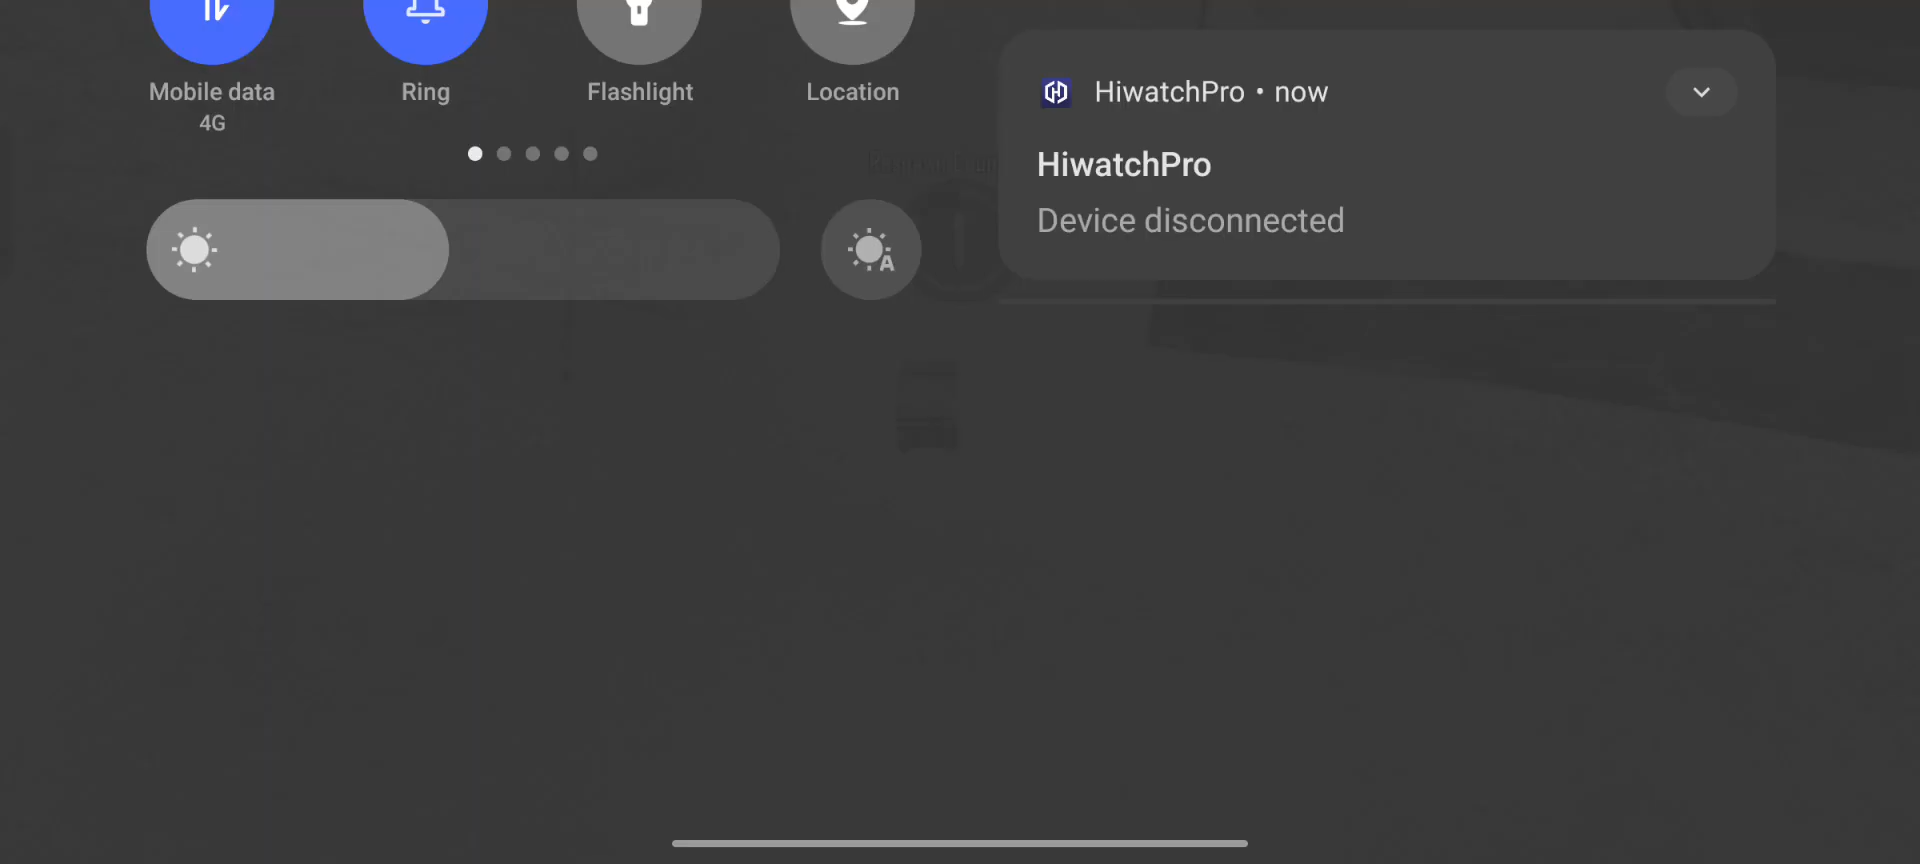 Mobile data
4G
Ring
Flashlight
Location
A
HiwatchPro • now
HiwatchPro
Device disconnected